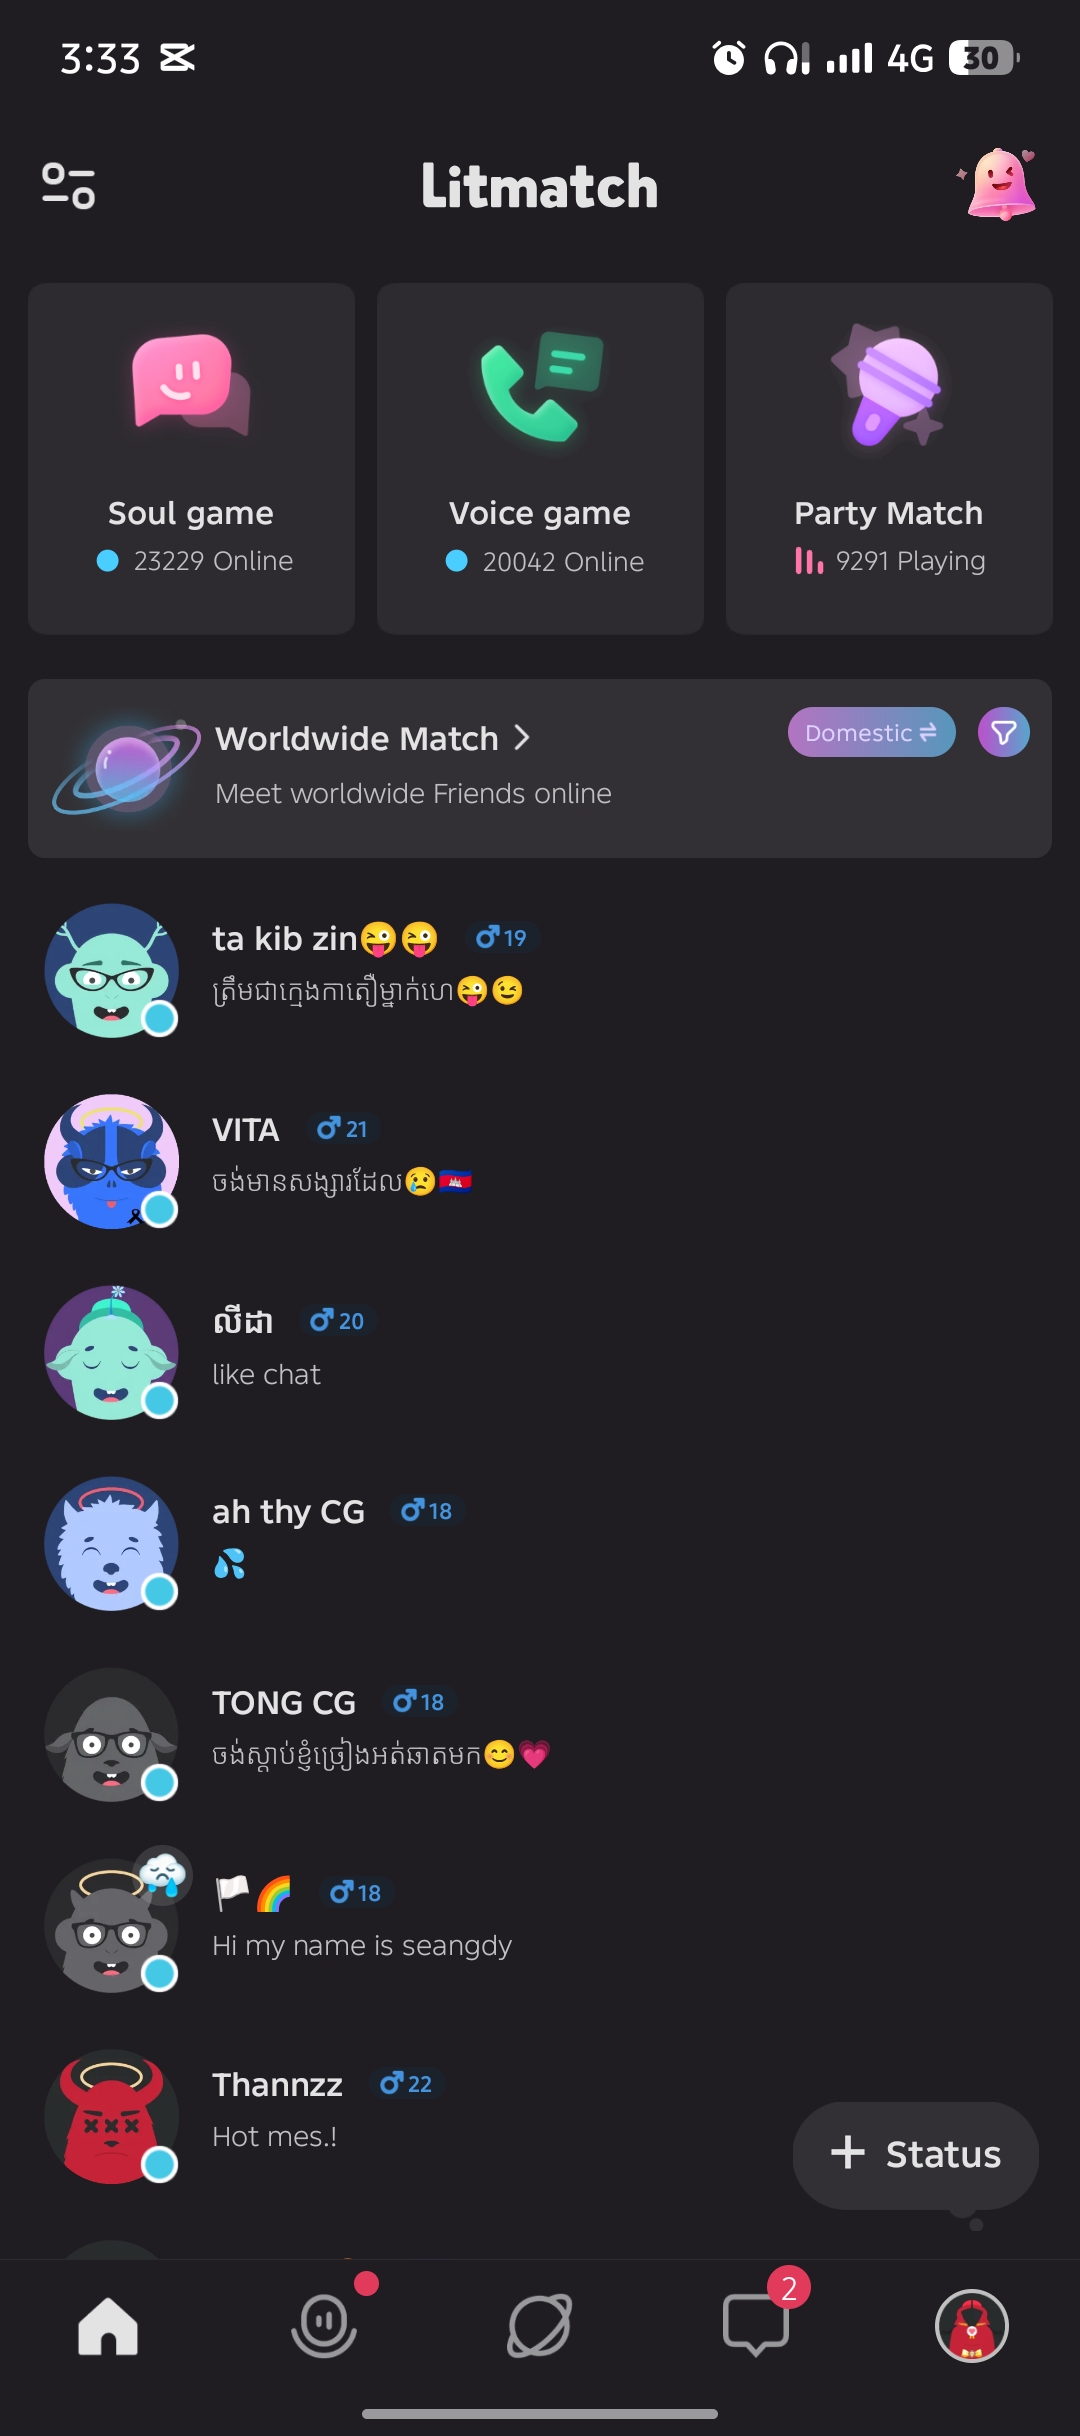 3:33 4G 30
Litmatch
Soul game
23229 Online
Voice game
20042 Online
Party Match
9291 Playing
Worldwide Match
Domestic
Meet worldwide Friends online
ta kib zin😜😜 ♂19
ត្រឹមជាក្មេងកាតឿម្នាក់ហេ😜😉
VITA ♂21
ចង់មានសង្សារដែល😢🇰🇭
លីដា ♂20
like chat
ah thy CG ♂18
💦
TONG CG ♂18
ចង់ស្តាប់ខ្ញុំច្រៀងអត់ឆាតមក😊💗
🏳️🌈 ♂18
Hi my name is seangdy
Thannzz ♂22
Hot mes.!
+ Status
2